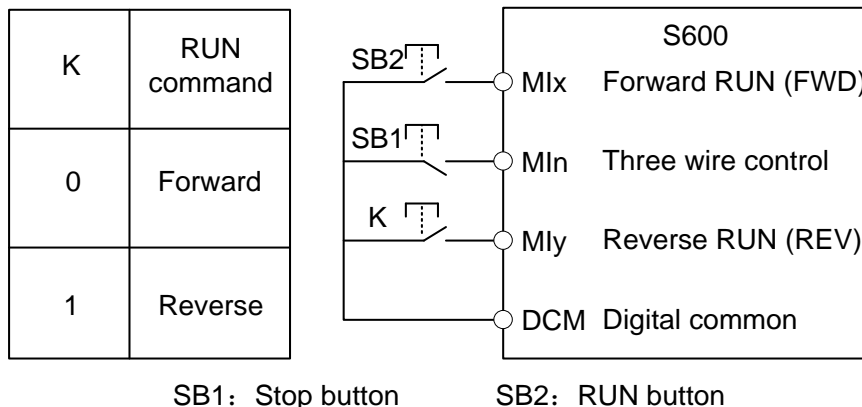 K
RUN
command
0
Forward
1
Reverse
S600
SB2
MIx Forward RUN (FWD)
SB1
MIn Three wire control
K
MIy Reverse RUN (REV)
DCM Digital common
SB1：Stop button SB2：RUN button